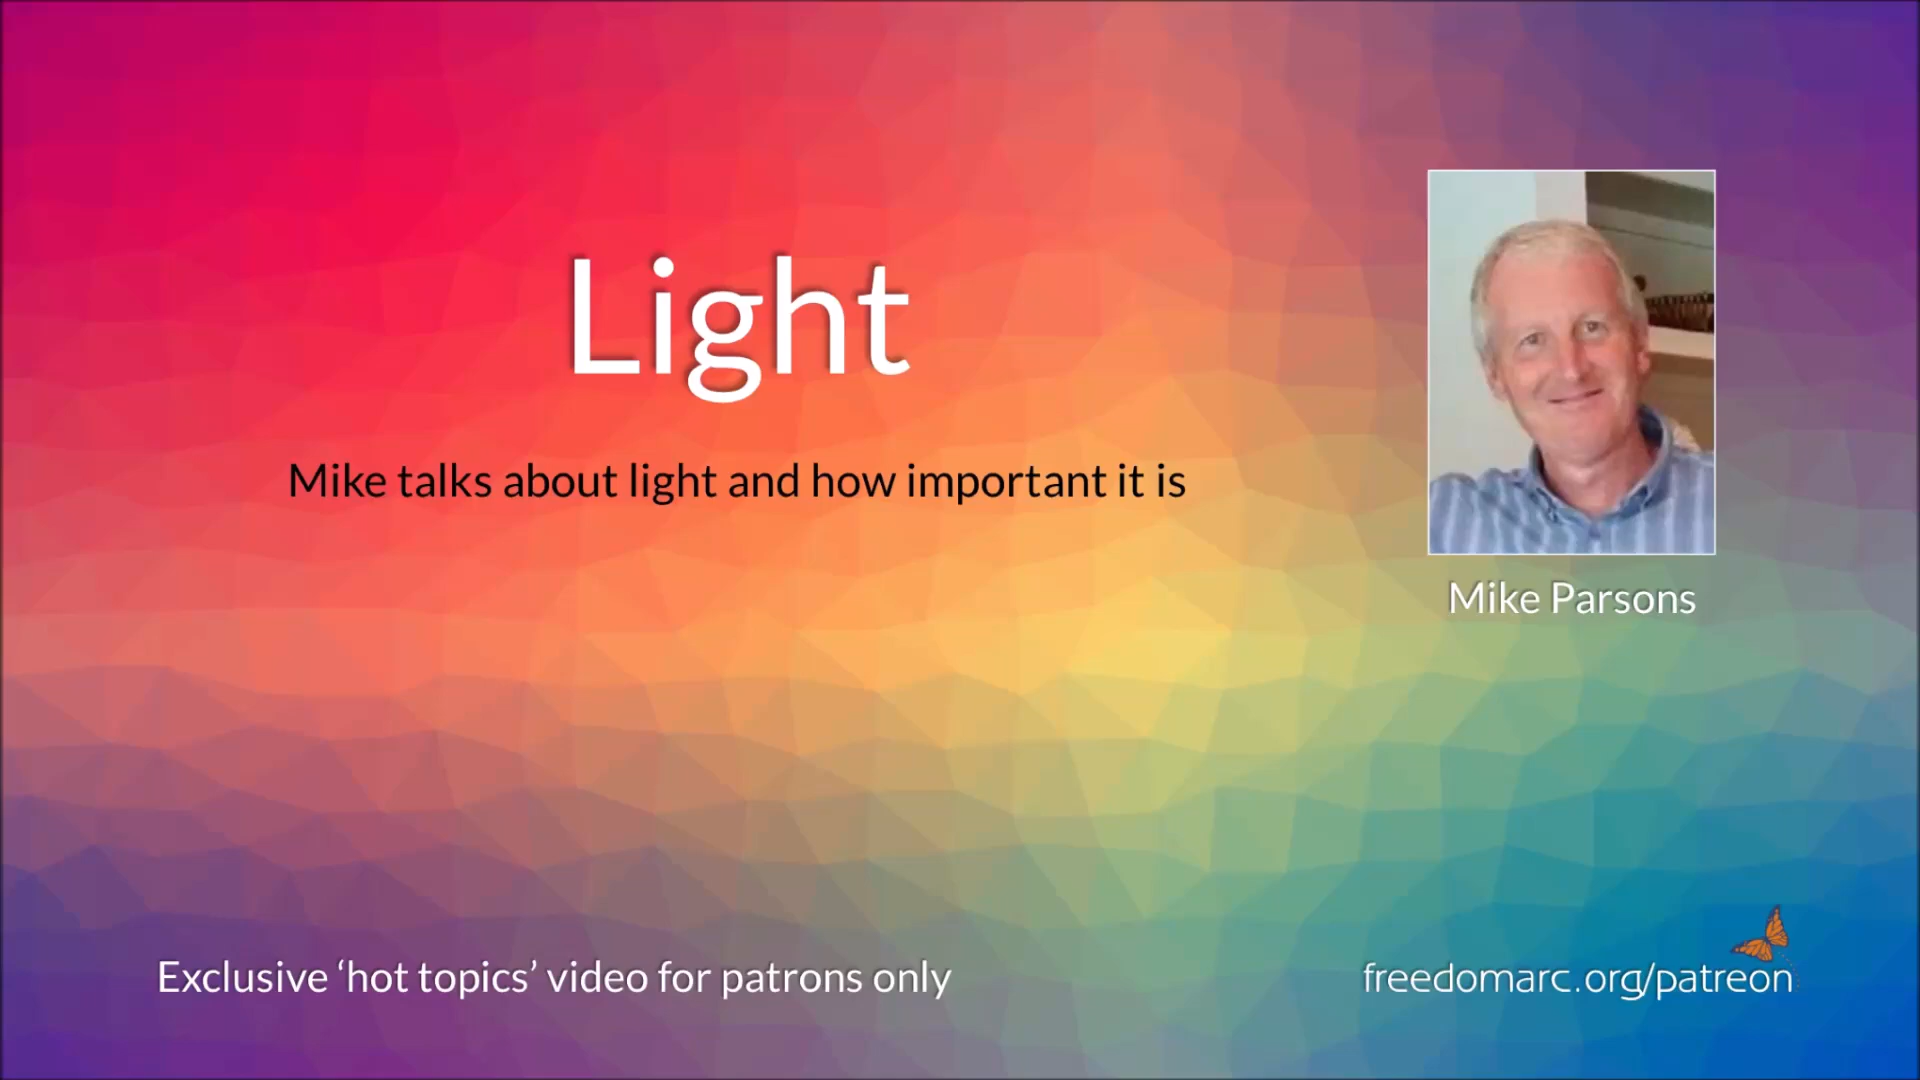 Light
Mike talks about light and how important it is
Mike Parsons
Exclusive ‘hot topics’ video for patrons only
freedomarc.org/patreon